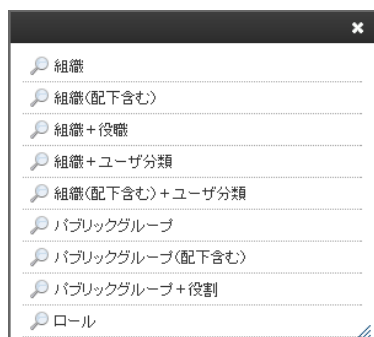 組織
組織(配下含む)
組織+役職
組織+ユーザ分類
組織(配下含む)+ユーザ分類
パブリックグループ
パブリックグループ(配下含む)
パブリックグループ+役割
ロール